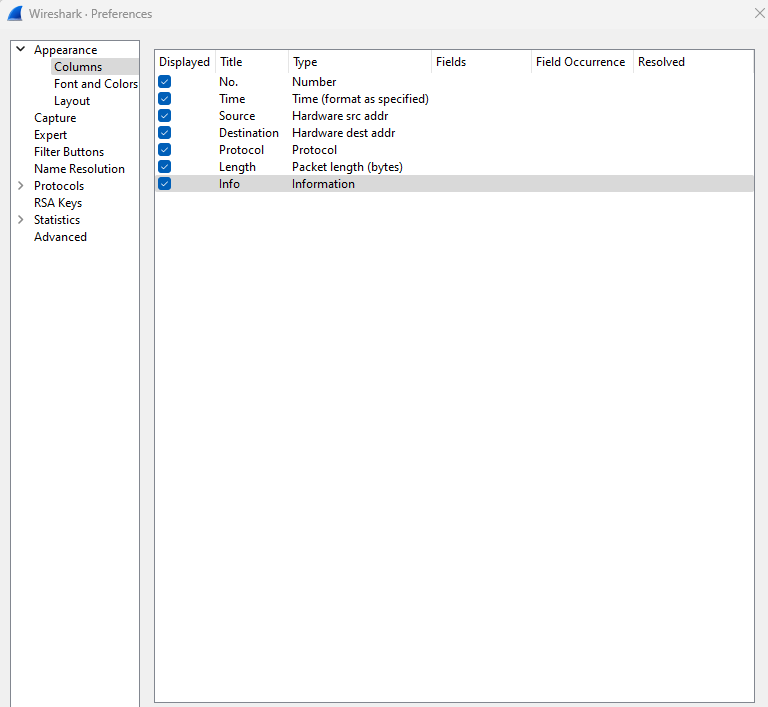 Wireshark · Preferences
Appearance
Columns
Font and Colors
Layout
Capture
Expert
Filter Buttons
Name Resolution
Protocols
RSA Keys
Statistics
Advanced
Displayed Title Type Fields Field Occurrence Resolved
No. Number
Time Time (format as specified)
Source Hardware src addr
Destination Hardware dest addr
Protocol Protocol
Length Packet length (bytes)
Info Information